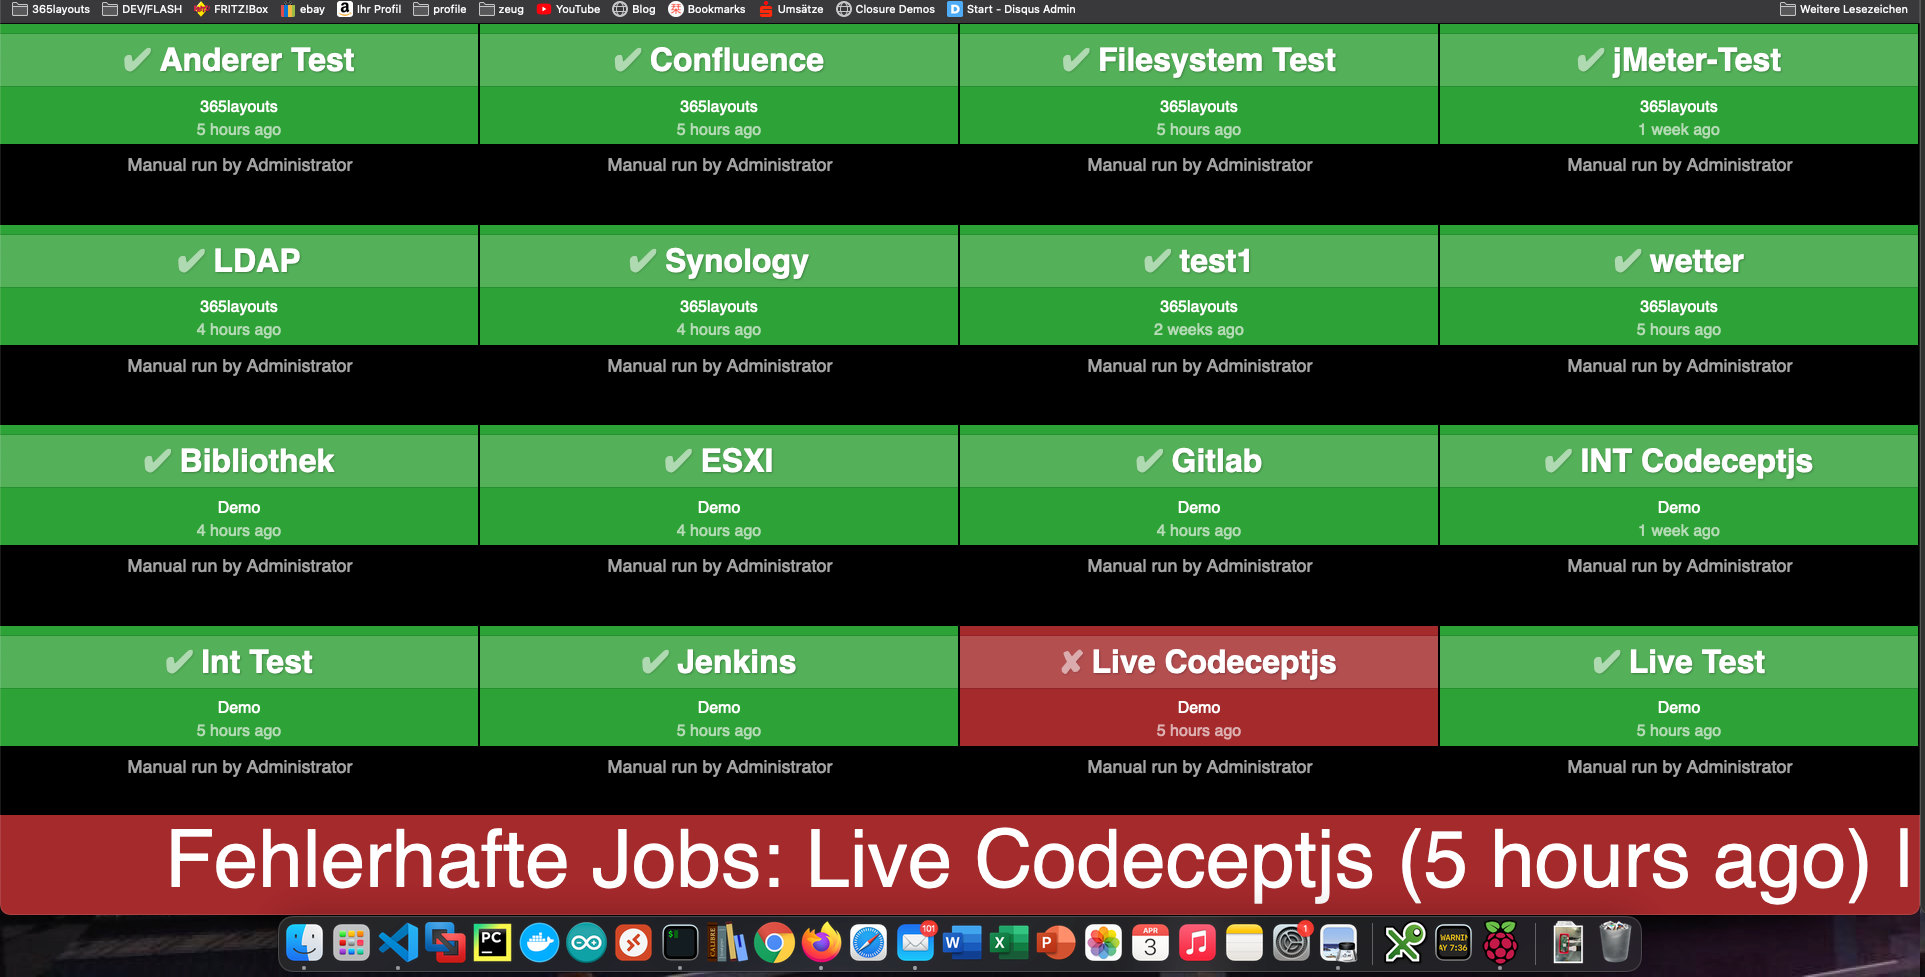 365layouts DEV/FLASH FRITZ!Box ebay Ihr Profil profile zeug YouTube Blog Bookmarks Umsätze Closure Demos Start - Disqus Admin Weitere Lesezeichen
✔ Anderer Test ✔ Confluence ✔ Filesystem Test ✔ jMeter-Test
365layouts 365layouts 365layouts 365layouts
5 hours ago 5 hours ago 5 hours ago 1 week ago
Manual run by Administrator Manual run by Administrator Manual run by Administrator Manual run by Administrator
✔ LDAP ✔ Synology ✔ test1 ✔ wetter
365layouts 365layouts 365layouts 365layouts
4 hours ago 4 hours ago 2 weeks ago 5 hours ago
Manual run by Administrator Manual run by Administrator Manual run by Administrator Manual run by Administrator
✔ Bibliothek ✔ ESXI ✔ Gitlab ✔ INT Codeceptjs
Demo Demo Demo Demo
4 hours ago 4 hours ago 4 hours ago 1 week ago
Manual run by Administrator Manual run by Administrator Manual run by Administrator Manual run by Administrator
✔ Int Test ✔ Jenkins ✘ Live Codeceptjs ✔ Live Test
Demo Demo Demo Demo
5 hours ago 5 hours ago 5 hours ago 5 hours ago
Manual run by Administrator Manual run by Administrator Manual run by Administrator Manual run by Administrator
Fehlerhafte Jobs: Live Codeceptjs (5 hours ago) |
PC CALIBRE 101 W X P APR 3 1 WARNIN AY 7:36